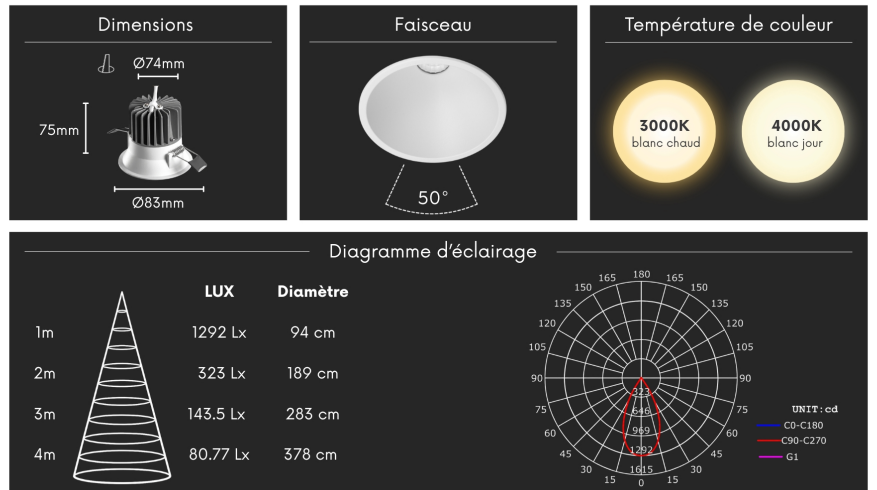 Dimensions
Ø74mm
75mm
Ø83mm
Faisceau
50°
Température de couleur
3000K
blanc chaud
4000K
blanc jour
Diagramme d'éclairage
LUX Diamètre
1m 1292 Lx 94 cm
2m 323 Lx 189 cm
3m 143.5 Lx 283 cm
4m 80.77 Lx 378 cm
165 180 165
150 150
135 135
120 120
105 105
90 90
323
75 75
646
60 60
969
45 45
1292
30 30
1615
15 0 15
UNIT:cd
C0-C180
C90-C270
G1